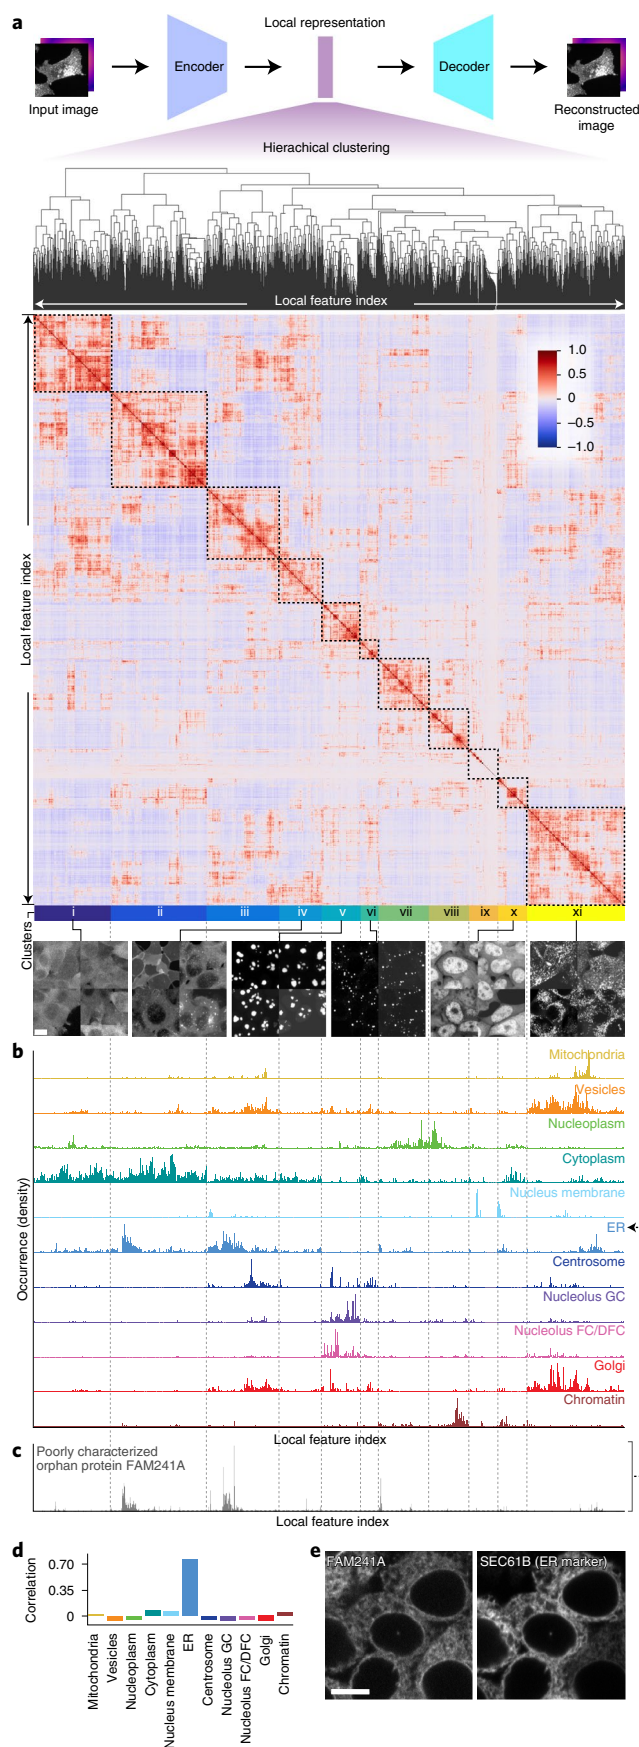 a
Local representation
Encoder
Decoder
Input image
Reconstructed
image
Hierachical clustering
Local feature index
1.0
0.5
0
−0.5
−1.0
Local feature index
Clusters
i ii iii iv v vi vii viii ix x xi
b
Mitochondria
Vesicles
Nucleoplasm
Cytoplasm
Nucleus membrane
ER
Centrosome
Nucleolus GC
Nucleolus FC/DFC
Golgi
Chromatin
Occurrence (density)
Local feature index
c
Poorly characterized
orphan protein FAM241A
Local feature index
d
Correlation
0.70
0.35
0
Mitochondria
Vesicles
Nucleoplasm
Cytoplasm
Nucleus membrane
ER
Centrosome
Nucleolus GC
Nucleolus FC/DFC
Golgi
Chromatin
e
FAM241A
SEC61B (ER marker)